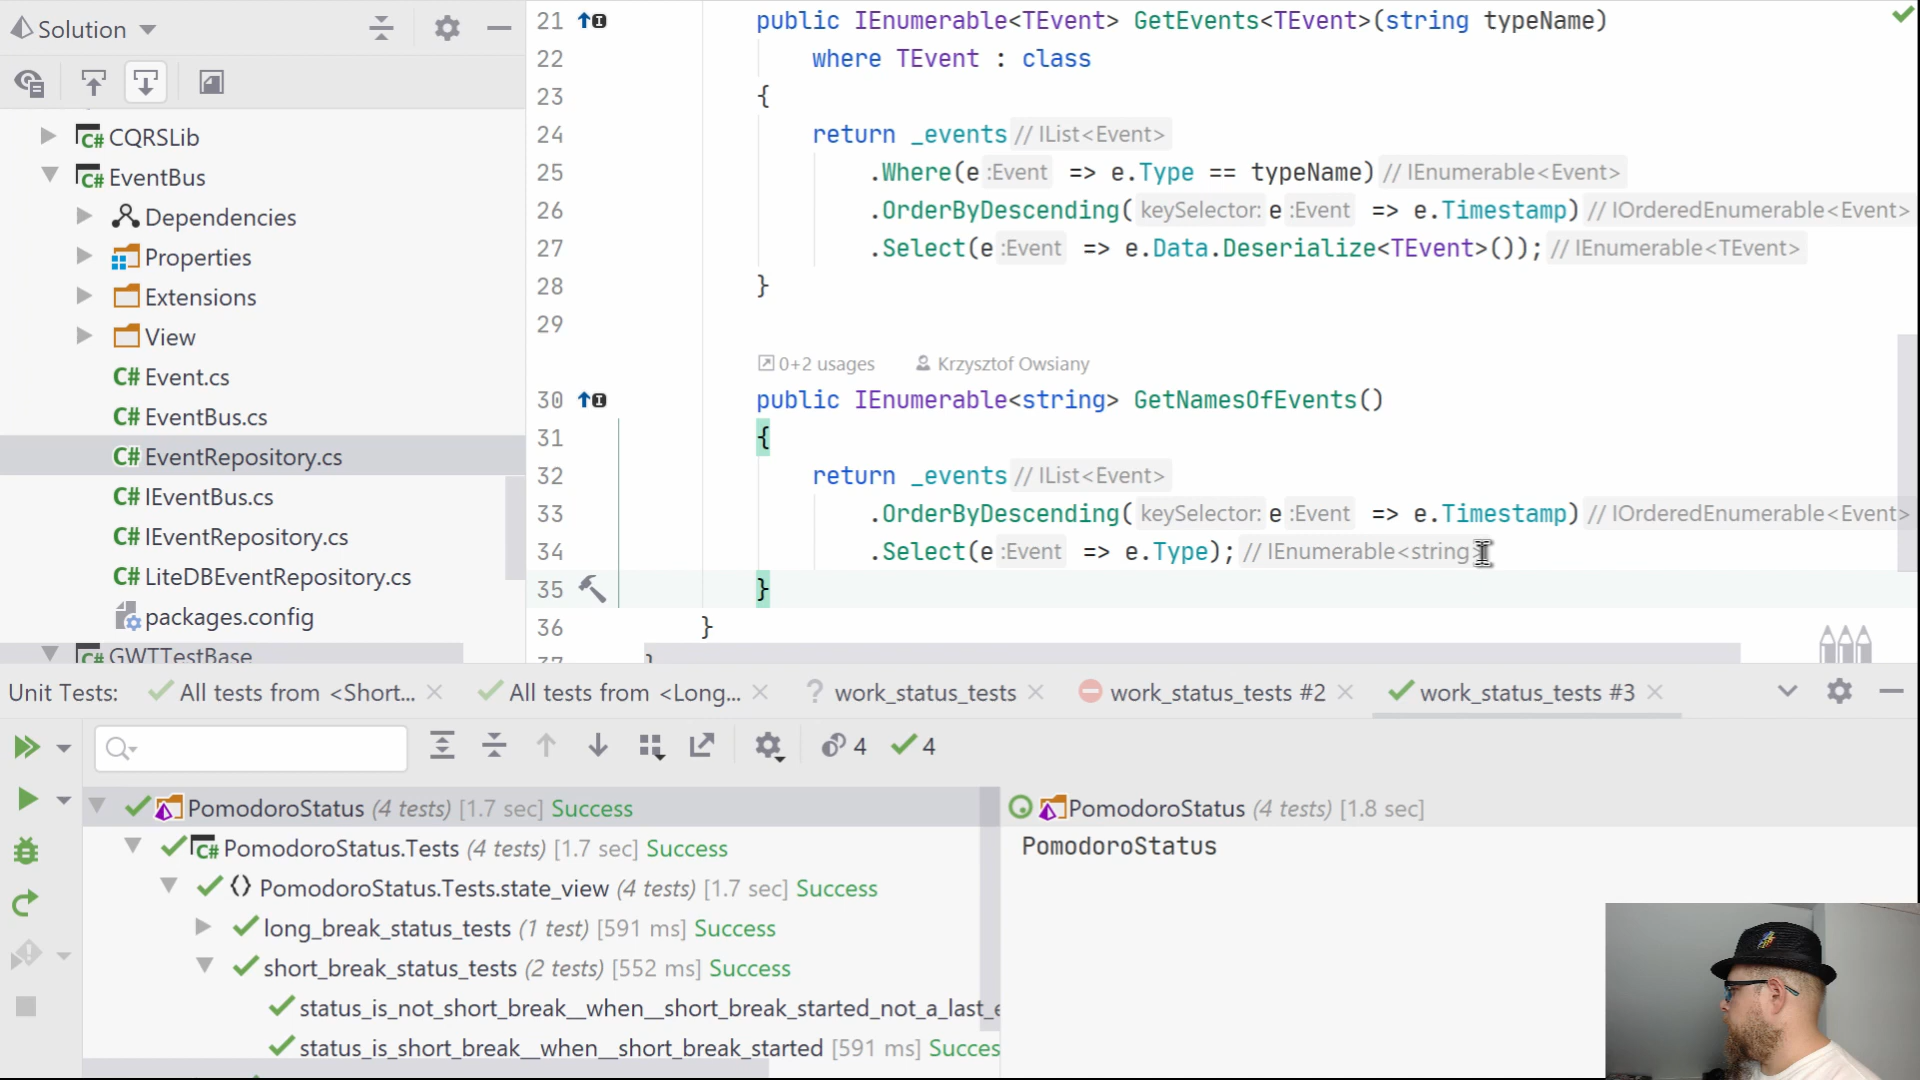 Solution
CQRSLib
EventBus
Dependencies
Properties
Extensions
View
Event.cs
EventBus.cs
EventRepository.cs
IEventBus.cs
IEventRepository.cs
LiteDBEventRepository.cs
packages.config
GWTTestBase
21 public IEnumerable<TEvent> GetEvents<TEvent>(string typeName)
22 where TEvent : class
23 {
24 return _events // IList<Event>
25 .Where(e :Event => e.Type == typeName) // IEnumerable<Event>
26 .OrderByDescending( keySelector: e :Event => e.Timestamp) // IOrderedEnumerable<Event>
27 .Select(e :Event => e.Data.Deserialize<TEvent>()); // IEnumerable<TEvent>
28 }
29
0+2 usages Krzysztof Owsiany
30 public IEnumerable<string> GetNamesOfEvents()
31 {
32 return _events // IList<Event>
33 .OrderByDescending( keySelector: e :Event => e.Timestamp) // IOrderedEnumerable<Event>
34 .Select(e :Event => e.Type); // IEnumerable<string>
35 }
36 }
Unit Tests: All tests from <Short... All tests from <Long... work_status_tests work_status_tests #2 work_status_tests #3
4 4
PomodoroStatus (4 tests) [1.7 sec] Success
PomodoroStatus.Tests (4 tests) [1.7 sec] Success
PomodoroStatus.Tests.state_view (4 tests) [1.7 sec] Success
long_break_status_tests (1 test) [591 ms] Success
short_break_status_tests (2 tests) [552 ms] Success
status_is_not_short_break__when__short_break_started_not_a_last_e
status_is_short_break__when__short_break_started [591 ms] Succes
PomodoroStatus (4 tests) [1.8 sec]
PomodoroStatus